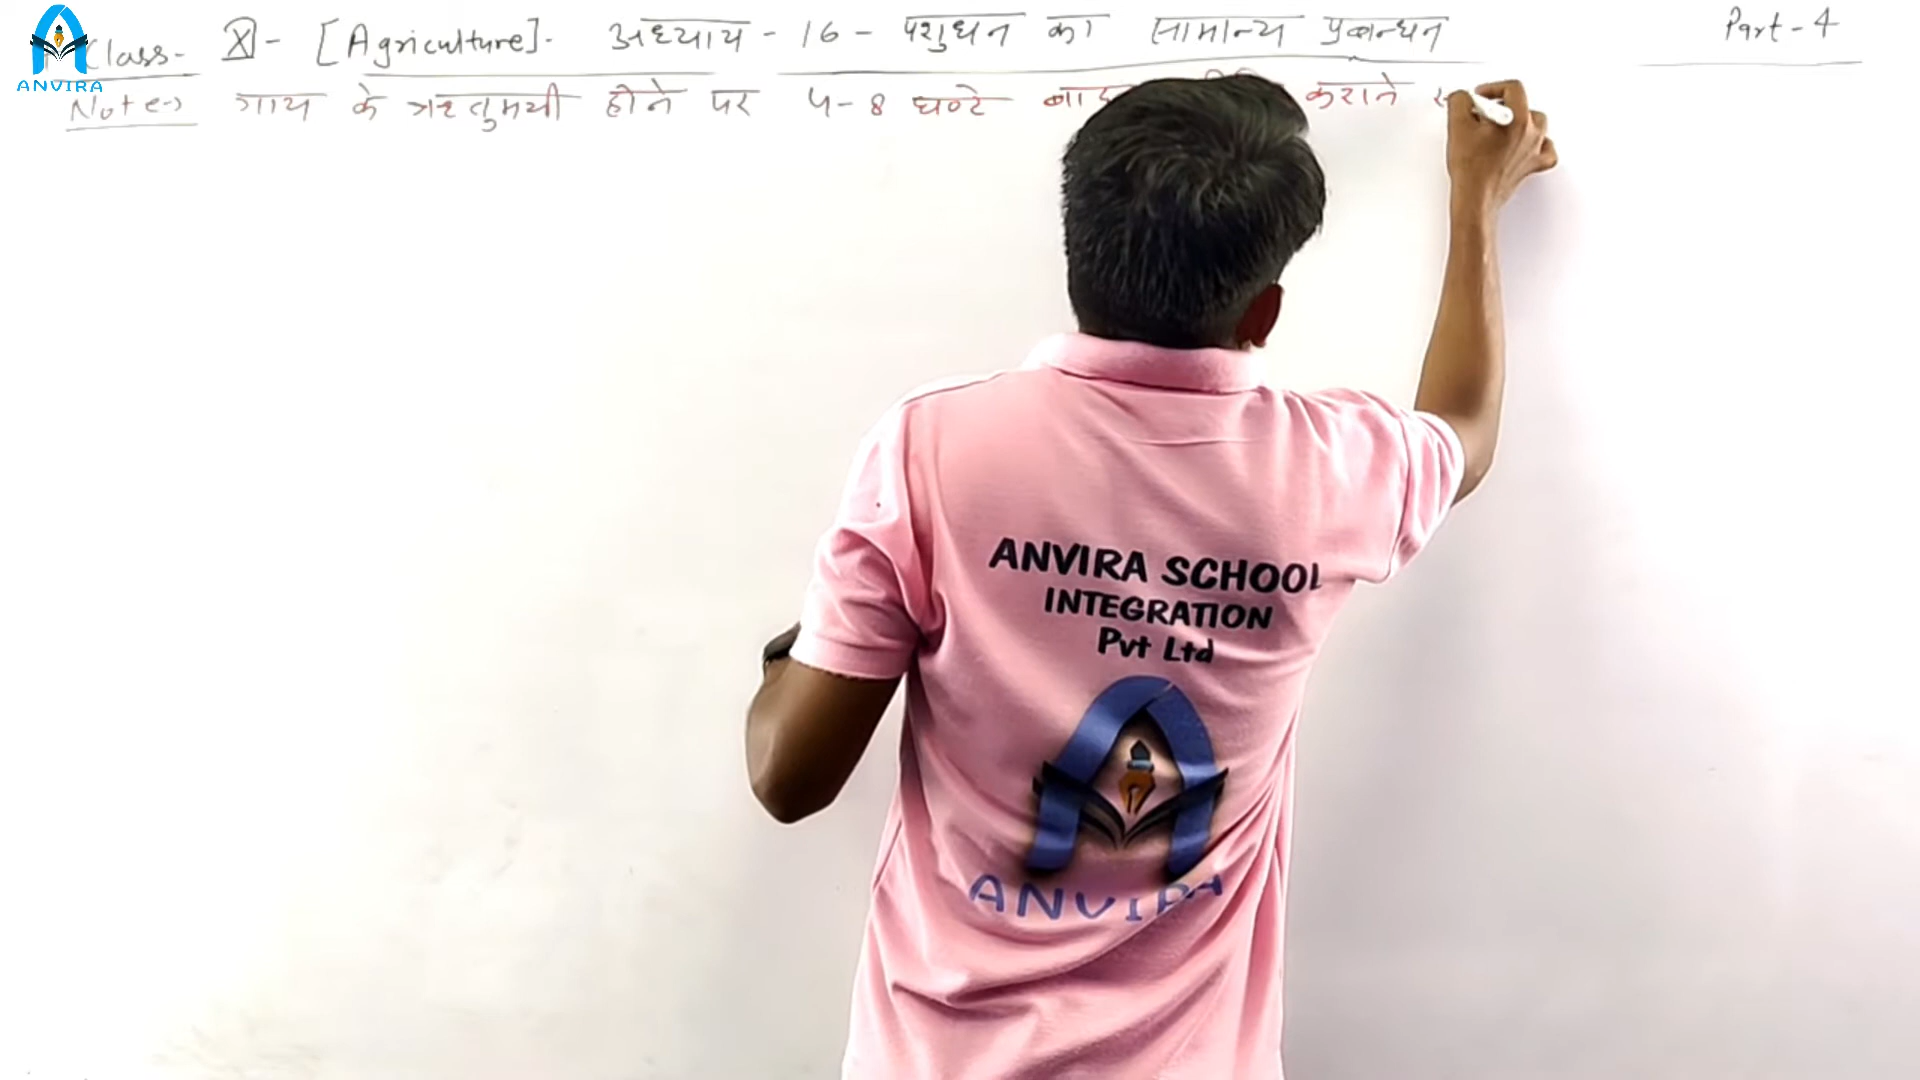 Class- X - [Agriculture]. अध्याय - 16 - पशुधन का सामान्य प्रबन्धन Part-4
ANVIRA
Note→ गाय के ऋतुमयी होने पर 4-8 घण्टे कराने
ANVIRA SCHOOL
INTEGRATION
Pvt Ltd
ANVIRA